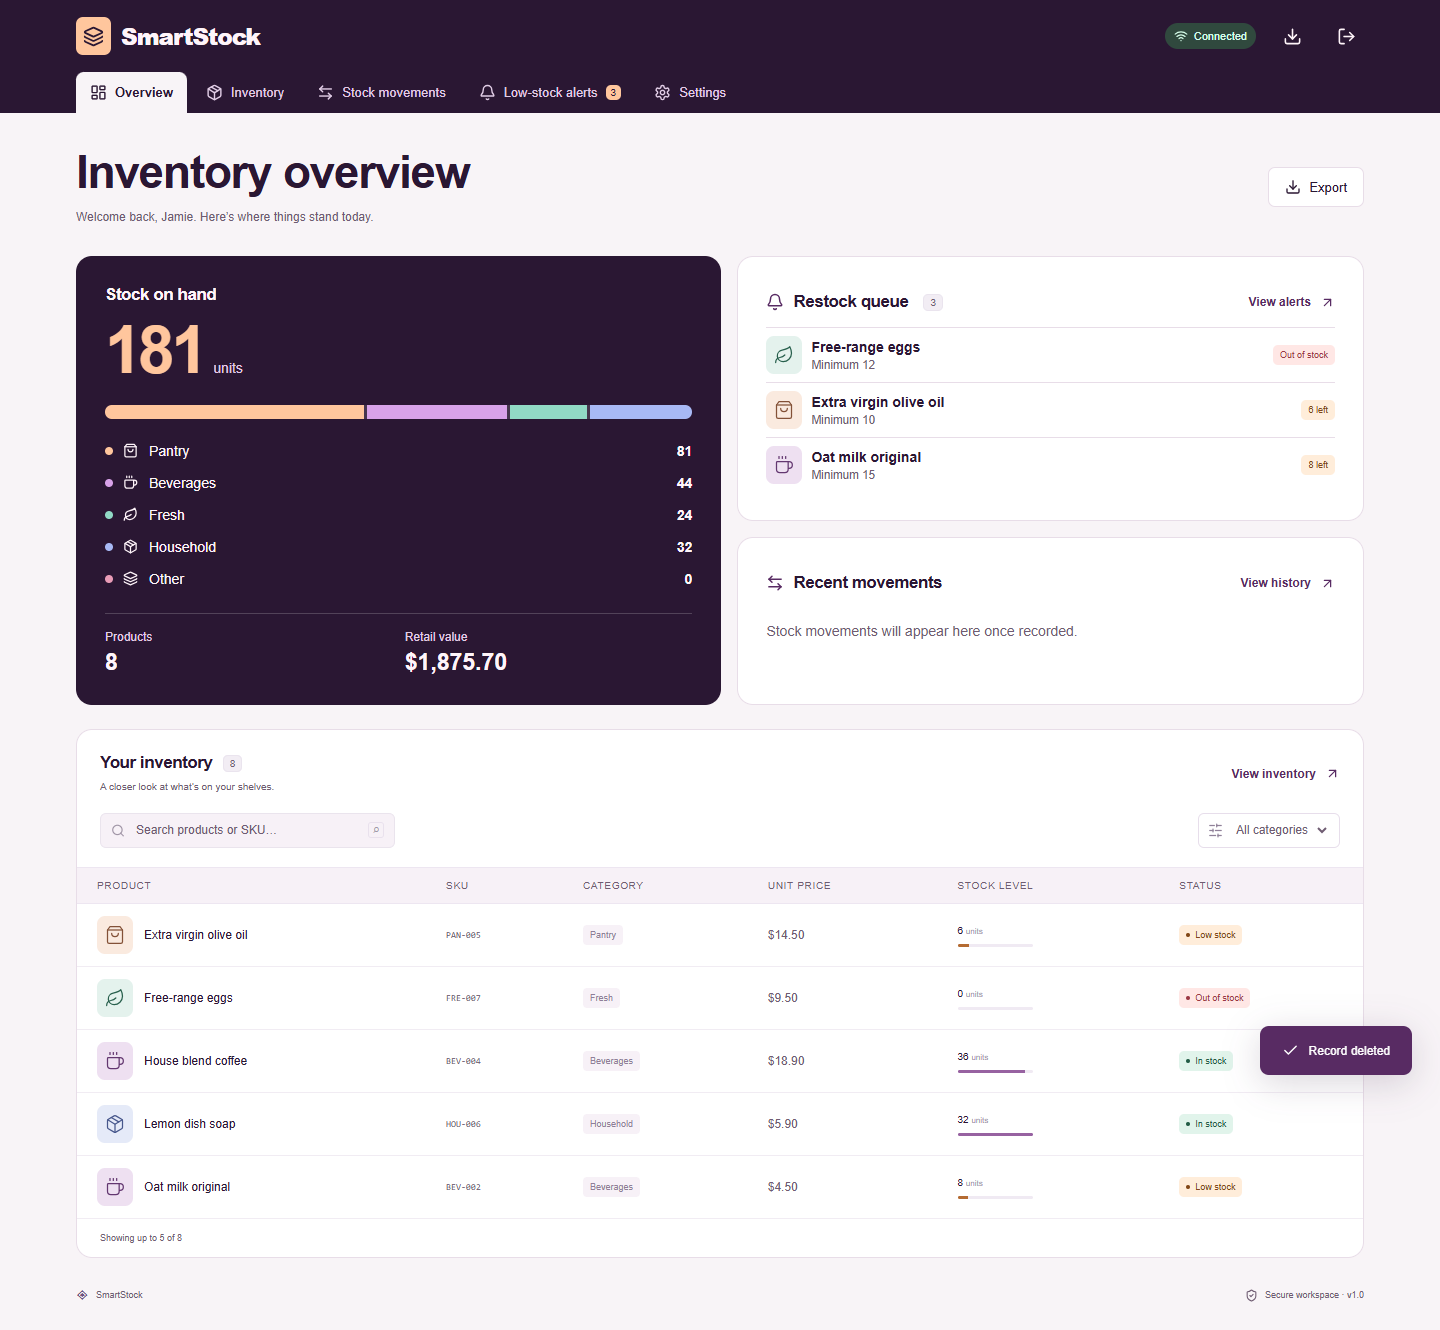 SmartStock
Connected
Overview
Inventory
Stock movements
Low-stock alerts 3
Settings
Inventory overview
Welcome back, Jamie. Here's where things stand today.
Export
Stock on hand
181 units
Pantry 81
Beverages 44
Fresh 24
Household 32
Other 0
Products
8
Retail value
$1,875.70
Restock queue 3
View alerts
Free-range eggs
Minimum 12
Out of stock
Extra virgin olive oil
Minimum 10
6 left
Oat milk original
Minimum 15
8 left
Recent movements
View history
Stock movements will appear here once recorded.
Your inventory 8
A closer look at what's on your shelves.
View inventory
Search products or SKU…
All categories
PRODUCT SKU CATEGORY UNIT PRICE STOCK LEVEL STATUS
Extra virgin olive oil PAN-005 Pantry $14.50 6 units Low stock
Free-range eggs FRE-007 Fresh $9.50 0 units Out of stock
House blend coffee BEV-004 Beverages $18.90 36 units In stock
Record deleted
Lemon dish soap HOU-006 Household $5.90 32 units In stock
Oat milk original BEV-002 Beverages $4.50 8 units Low stock
Showing up to 5 of 8
SmartStock
Secure workspace · v1.0